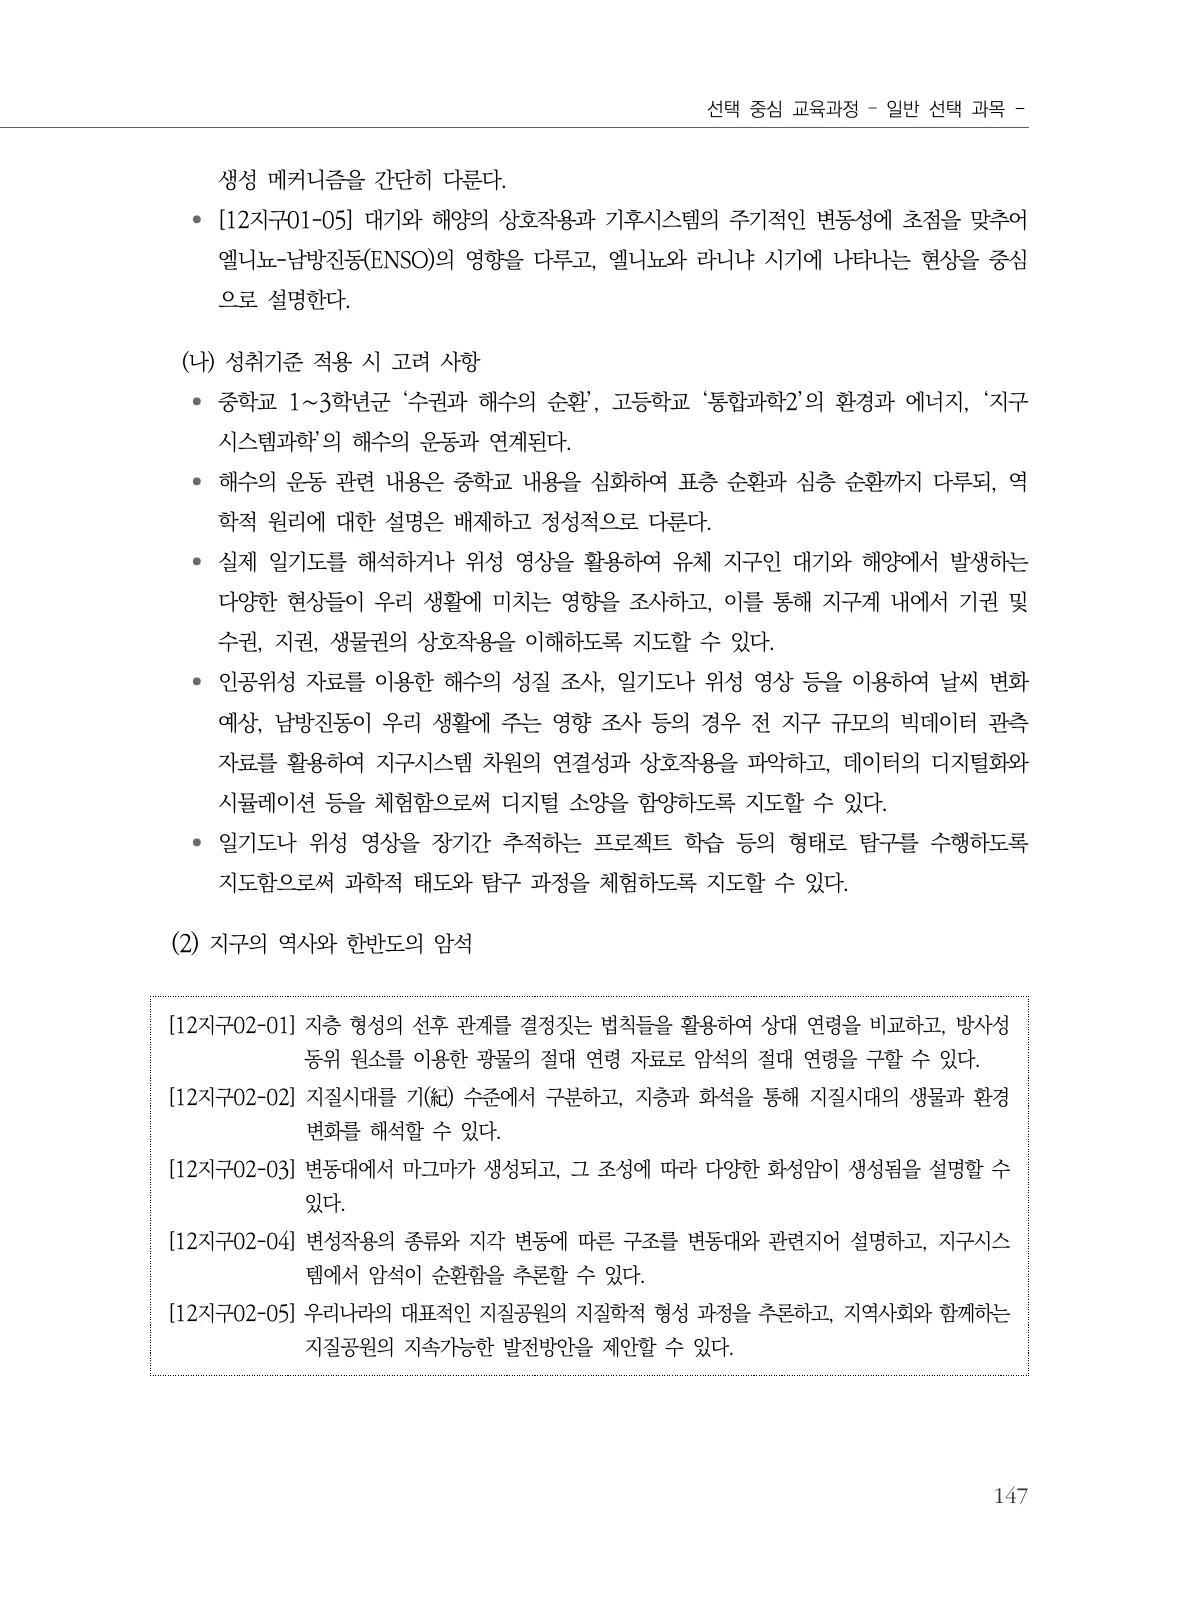 선택 중심 교육과정 - 일반 선택 과목 -
생성 메커니즘을 간단히 다룬다.
• [12지구01-05] 대기와 해양의 상호작용과 기후시스템의 주기적인 변동성에 초점을 맞추어
엘니뇨-남방진동(ENSO)의 영향을 다루고, 엘니뇨와 라니냐 시기에 나타나는 현상을 중심
으로 설명한다.
(나) 성취기준 적용 시 고려 사항
• 중학교 1~3학년군 ‘수권과 해수의 순환’, 고등학교 ‘통합과학2’의 환경과 에너지, ‘지구
시스템과학’의 해수의 운동과 연계된다.
• 해수의 운동 관련 내용은 중학교 내용을 심화하여 표층 순환과 심층 순환까지 다루되, 역
학적 원리에 대한 설명은 배제하고 정성적으로 다룬다.
• 실제 일기도를 해석하거나 위성 영상을 활용하여 유체 지구인 대기와 해양에서 발생하는
다양한 현상들이 우리 생활에 미치는 영향을 조사하고, 이를 통해 지구계 내에서 기권 및
수권, 지권, 생물권의 상호작용을 이해하도록 지도할 수 있다.
• 인공위성 자료를 이용한 해수의 성질 조사, 일기도나 위성 영상 등을 이용하여 날씨 변화
예상, 남방진동이 우리 생활에 주는 영향 조사 등의 경우 전 지구 규모의 빅데이터 관측
자료를 활용하여 지구시스템 차원의 연결성과 상호작용을 파악하고, 데이터의 디지털화와
시뮬레이션 등을 체험함으로써 디지털 소양을 함양하도록 지도할 수 있다.
• 일기도나 위성 영상을 장기간 추적하는 프로젝트 학습 등의 형태로 탐구를 수행하도록
지도함으로써 과학적 태도와 탐구 과정을 체험하도록 지도할 수 있다.
(2) 지구의 역사와 한반도의 암석
[12지구02-01] 지층 형성의 선후 관계를 결정짓는 법칙들을 활용하여 상대 연령을 비교하고, 방사성
동위 원소를 이용한 광물의 절대 연령 자료로 암석의 절대 연령을 구할 수 있다.
[12지구02-02] 지질시대를 기(紀) 수준에서 구분하고, 지층과 화석을 통해 지질시대의 생물과 환경
변화를 해석할 수 있다.
[12지구02-03] 변동대에서 마그마가 생성되고, 그 조성에 따라 다양한 화성암이 생성됨을 설명할 수
있다.
[12지구02-04] 변성작용의 종류와 지각 변동에 따른 구조를 변동대와 관련지어 설명하고, 지구시스
템에서 암석이 순환함을 추론할 수 있다.
[12지구02-05] 우리나라의 대표적인 지질공원의 지질학적 형성 과정을 추론하고, 지역사회와 함께하는
지질공원의 지속가능한 발전방안을 제안할 수 있다.
147